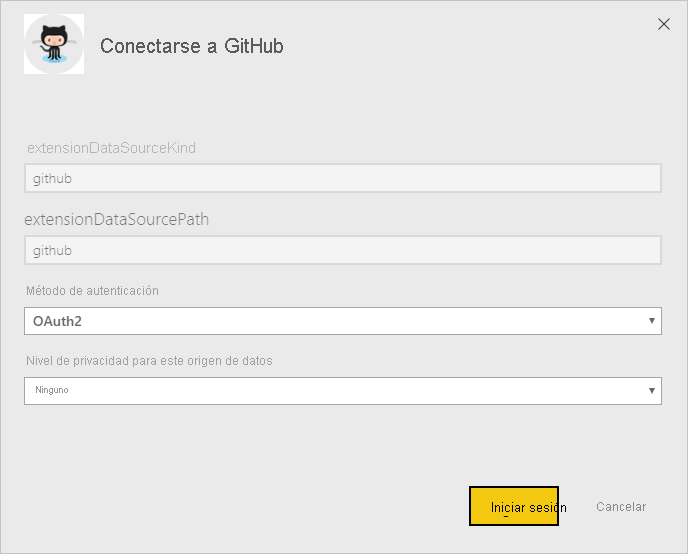 Conectarse a GitHub
extensionDataSourceKind
github
extensionDataSourcePath
github
Método de autenticación
OAuth2
Nivel de privacidad para este origen de datos
Ninguno
Iniciar sesión
Cancelar